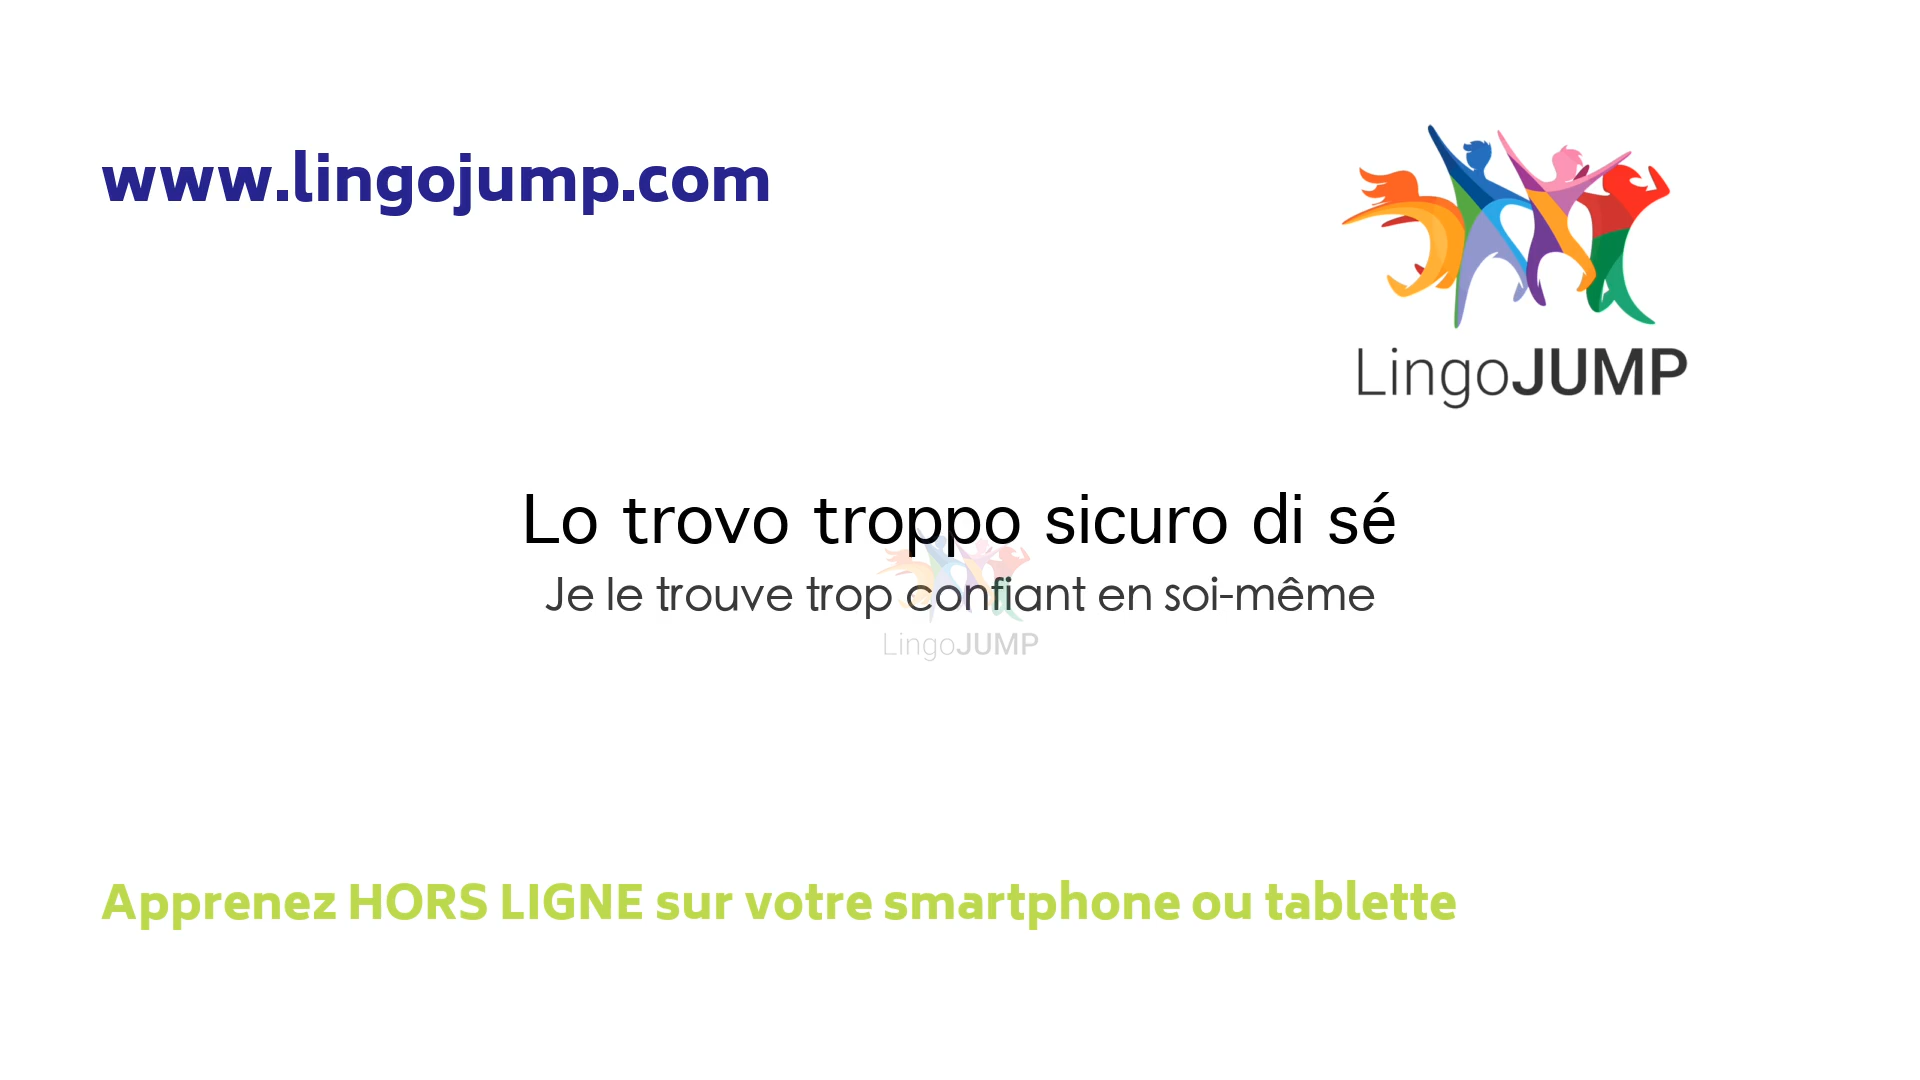 www.lingojump.com
LingoJUMP
Lo trovo troppo sicuro di sé
Je le trouve trop confiant en soi-même
LingoJUMP
Apprenez HORS LIGNE sur votre smartphone ou tablette